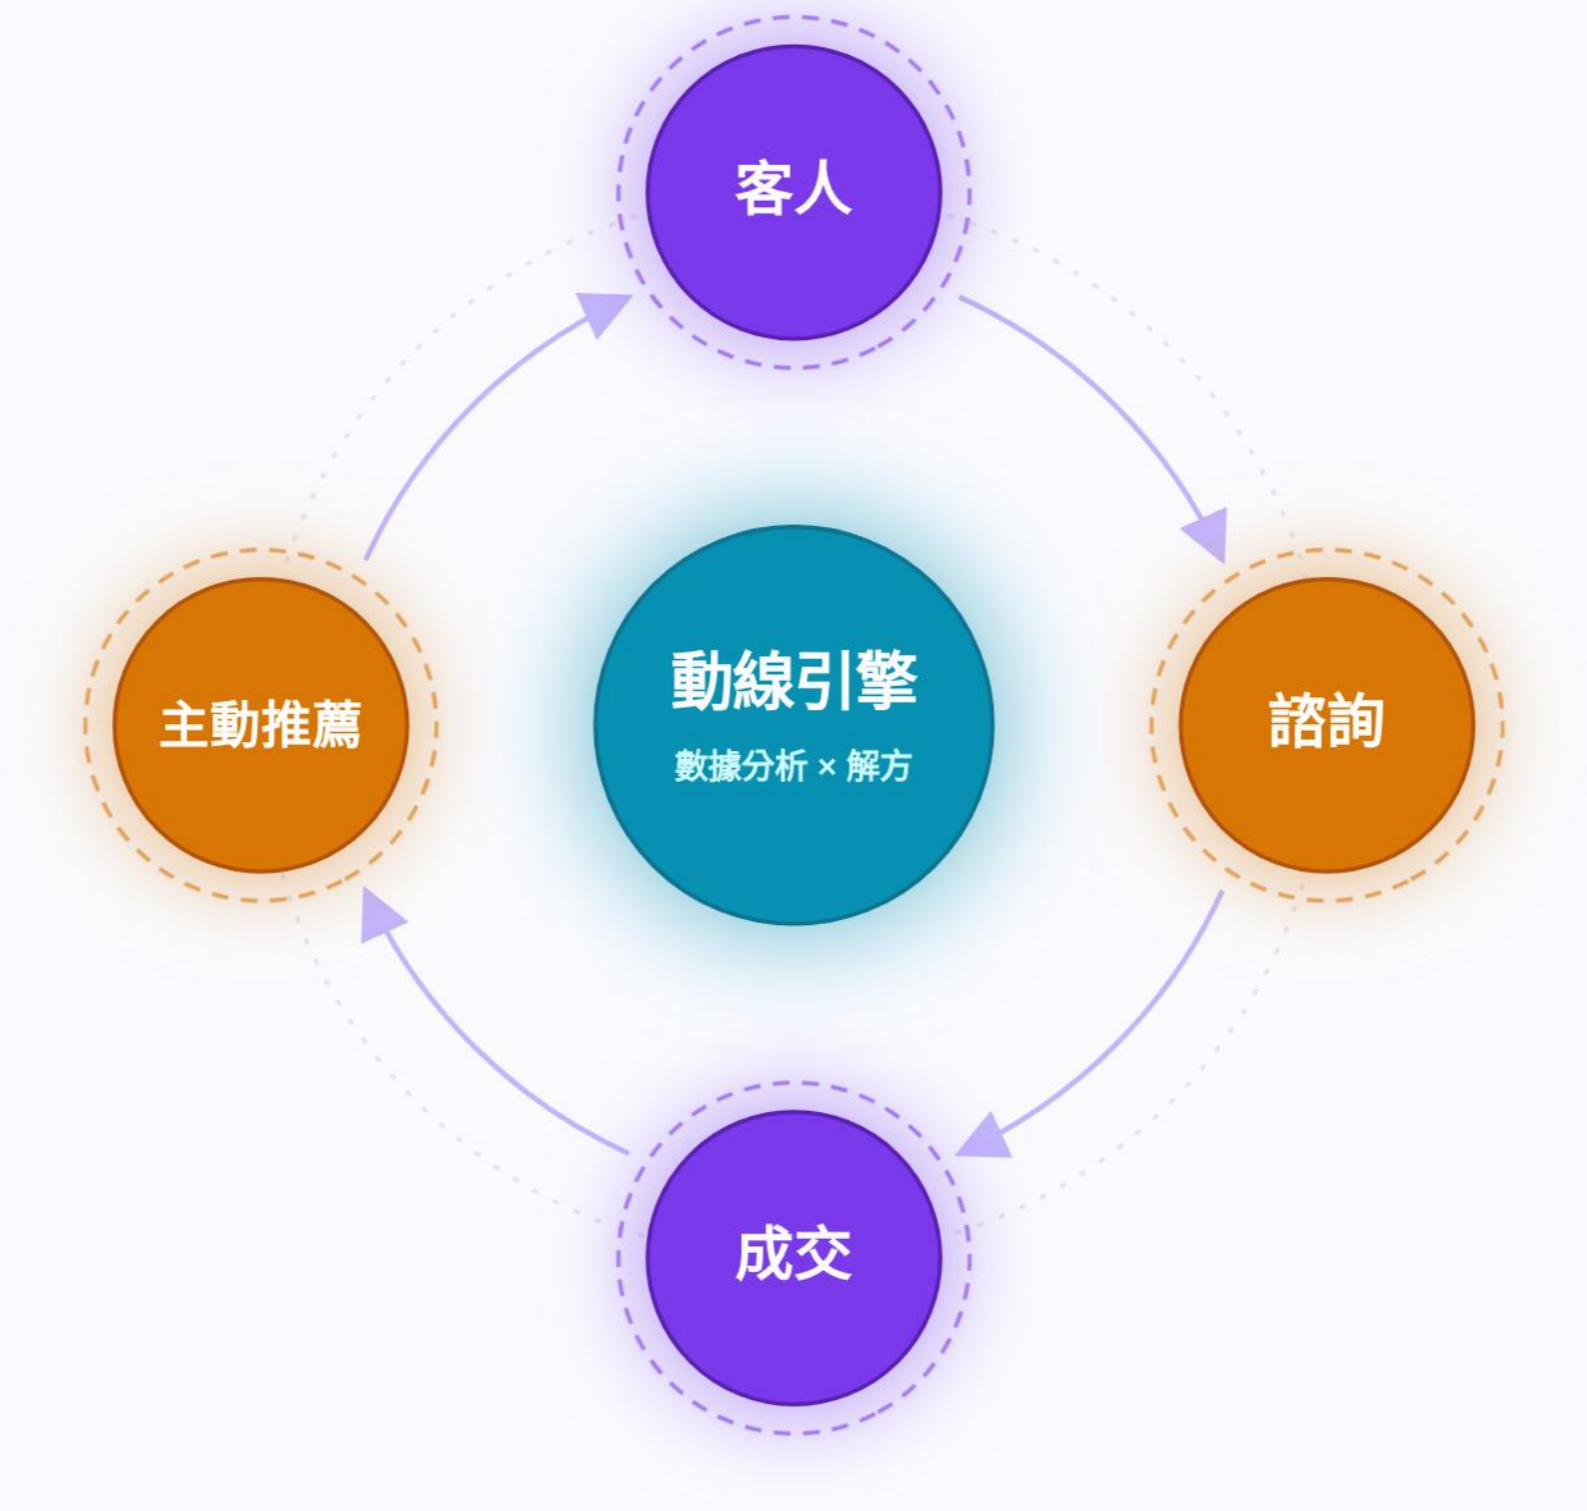 客人
主動推薦
動線引擎
數據分析 × 解方
諮詢
成交